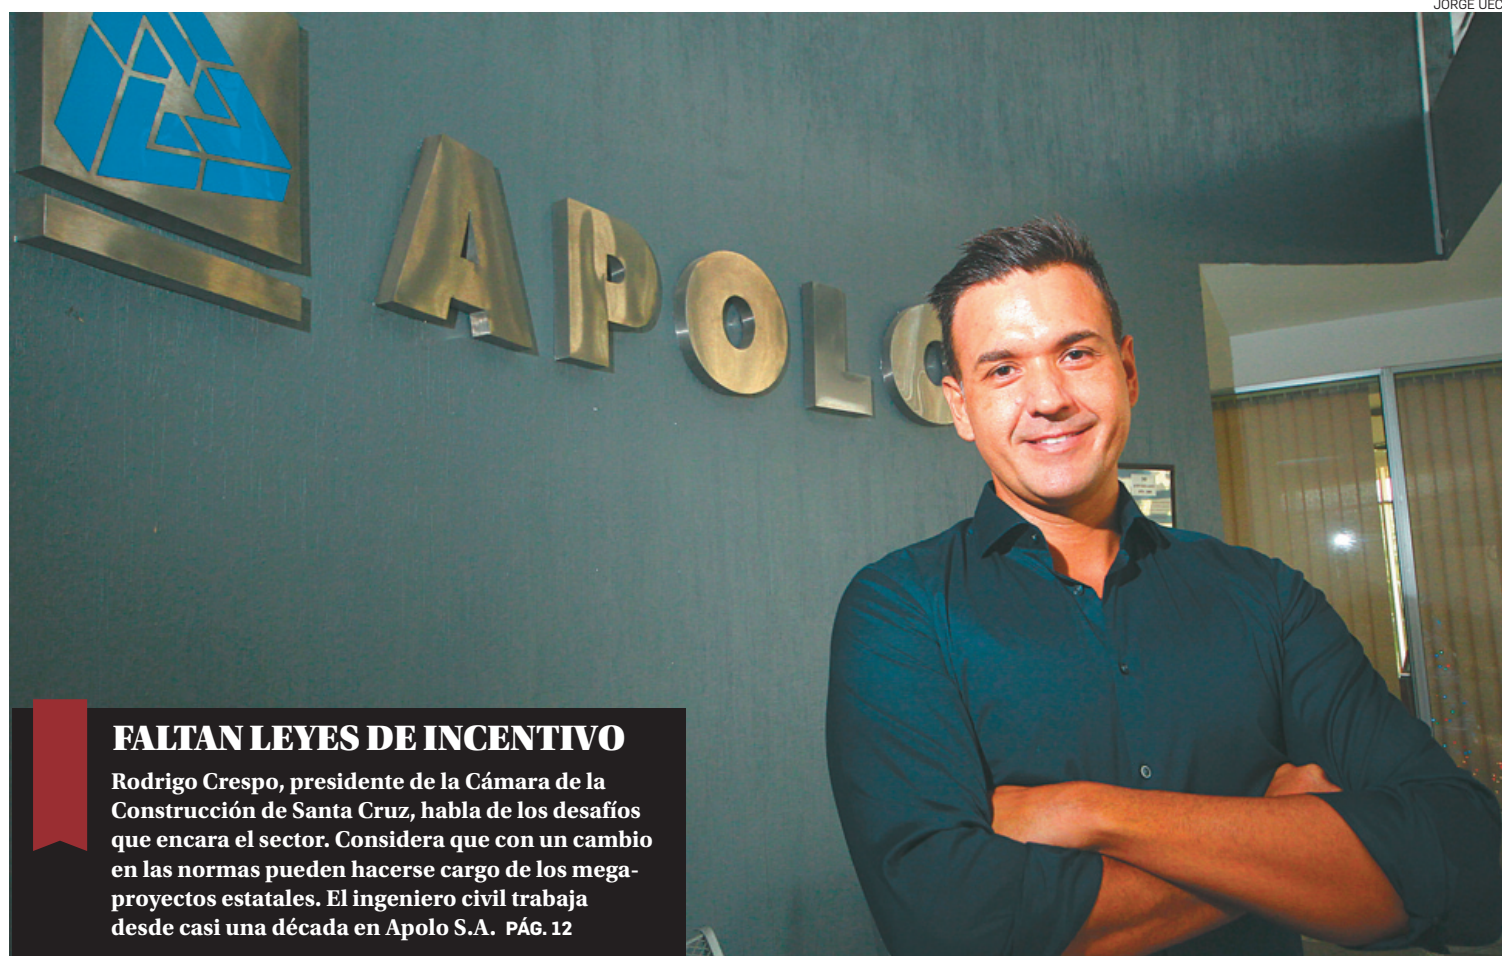 JORGE UEC
APOLO
FALTAN LEYES DE INCENTIVO
Rodrigo Crespo, presidente de la Cámara de la
Construcción de Santa Cruz, habla de los desafíos
que encara el sector. Considera que con un cambio
en las normas pueden hacerse cargo de los mega-
proyectos estatales. El ingeniero civil trabaja
desde casi una década en Apolo S.A. PÁG. 12